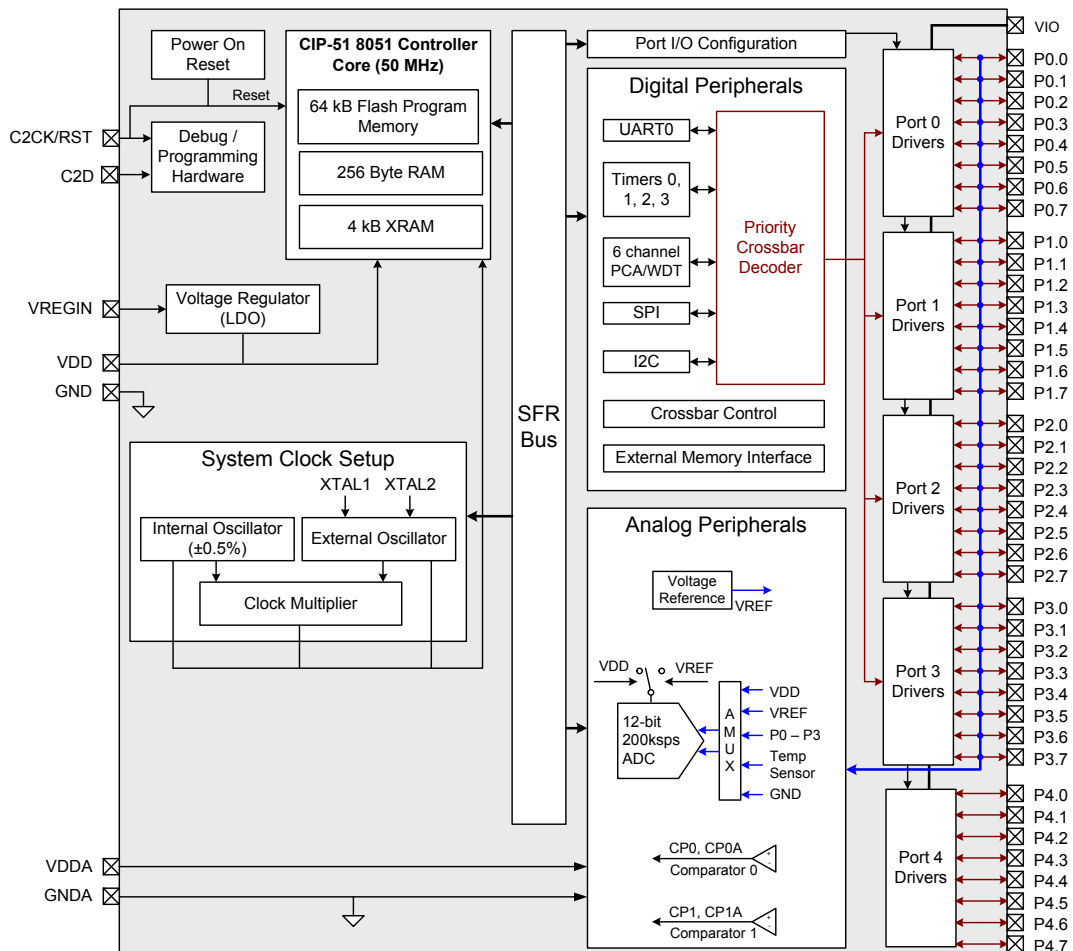 Power On
Reset
Reset
C2CK/RST
Debug /
Programming
Hardware
C2D
CIP-51 8051 Controller
Core (50 MHz)
64 kB Flash Program
Memory
256 Byte RAM
4 kB XRAM
VREGIN
Voltage Regulator
(LDO)
VDD
GND
System Clock Setup
XTAL1
XTAL2
Internal Oscillator
(±0.5%)
External Oscillator
Clock Multiplier
VDDA
GNDA
SFR
Bus
Port I/O Configuration
Digital Peripherals
UART0
Timers 0,
1, 2, 3
6 channel
PCA/WDT
SPI
I2C
Priority
Crossbar
Decoder
Crossbar Control
External Memory Interface
Analog Peripherals
Voltage
Reference
VREF
VDD
VREF
12-bit
200ksps
ADC
A
M
U
X
VDD
VREF
P0 – P3
Temp
Sensor
GND
CP0, CP0A
Comparator 0
+
-
CP1, CP1A
Comparator 1
+
-
Port 0
Drivers
Port 1
Drivers
Port 2
Drivers
Port 3
Drivers
Port 4
Drivers
VIO
P0.0
P0.1
P0.2
P0.3
P0.4
P0.5
P0.6
P0.7
P1.0
P1.1
P1.2
P1.3
P1.4
P1.5
P1.6
P1.7
P2.0
P2.1
P2.2
P2.3
P2.4
P2.5
P2.6
P2.7
P3.0
P3.1
P3.2
P3.3
P3.4
P3.5
P3.6
P3.7
P4.0
P4.1
P4.2
P4.3
P4.4
P4.5
P4.6
P4.7